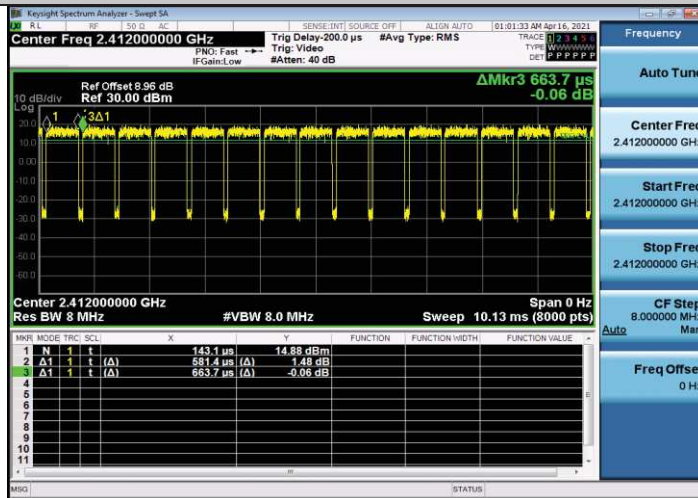 Keysight Spectrum Analyzer - Swept SA
RL RF 50 Ω AC SENSE:INT SOURCE OFF ALIGN AUTO 01:01:33 AM Apr 16, 2021
Center Freq 2.412000000 GHz
PNO: Fast
IFGain:Low
Trig Delay-200.0 µs
Trig: Video
#Atten: 40 dB
#Avg Type: RMS
TRACE 1 2 3 4 5 6
TYPE WWWWWW
DET P P P P P P
ΔMkr3 663.7 µs
-0.06 dB
Ref Offset 8.96 dB
10 dB/div Ref 30.00 dBm
Log
1
3Δ1
20.0
10.0
0.00
-10.0
-20.0
-30.0
-40.0
-50.0
-60.0
Center 2.412000000 GHz Span 0 Hz
Res BW 8 MHz #VBW 8.0 MHz Sweep 10.13 ms (8000 pts)
MKR MODE TRC SCL X Y FUNCTION FUNCTION WIDTH FUNCTION VALUE
1 N 1 t 143.1 µs 14.88 dBm
2 Δ1 1 t (Δ) 581.4 µs (Δ) 1.48 dB
3 Δ1 1 t (Δ) 663.7 µs (Δ) -0.06 dB
4
5
6
7
8
9
10
11
MSG STATUS
Frequency
Auto Tune
Center Freq
2.412000000 GHz
Start Freq
2.412000000 GHz
Stop Freq
2.412000000 GHz
CF Step
8.000000 MHz
Auto Man
Freq Offset
0 Hz